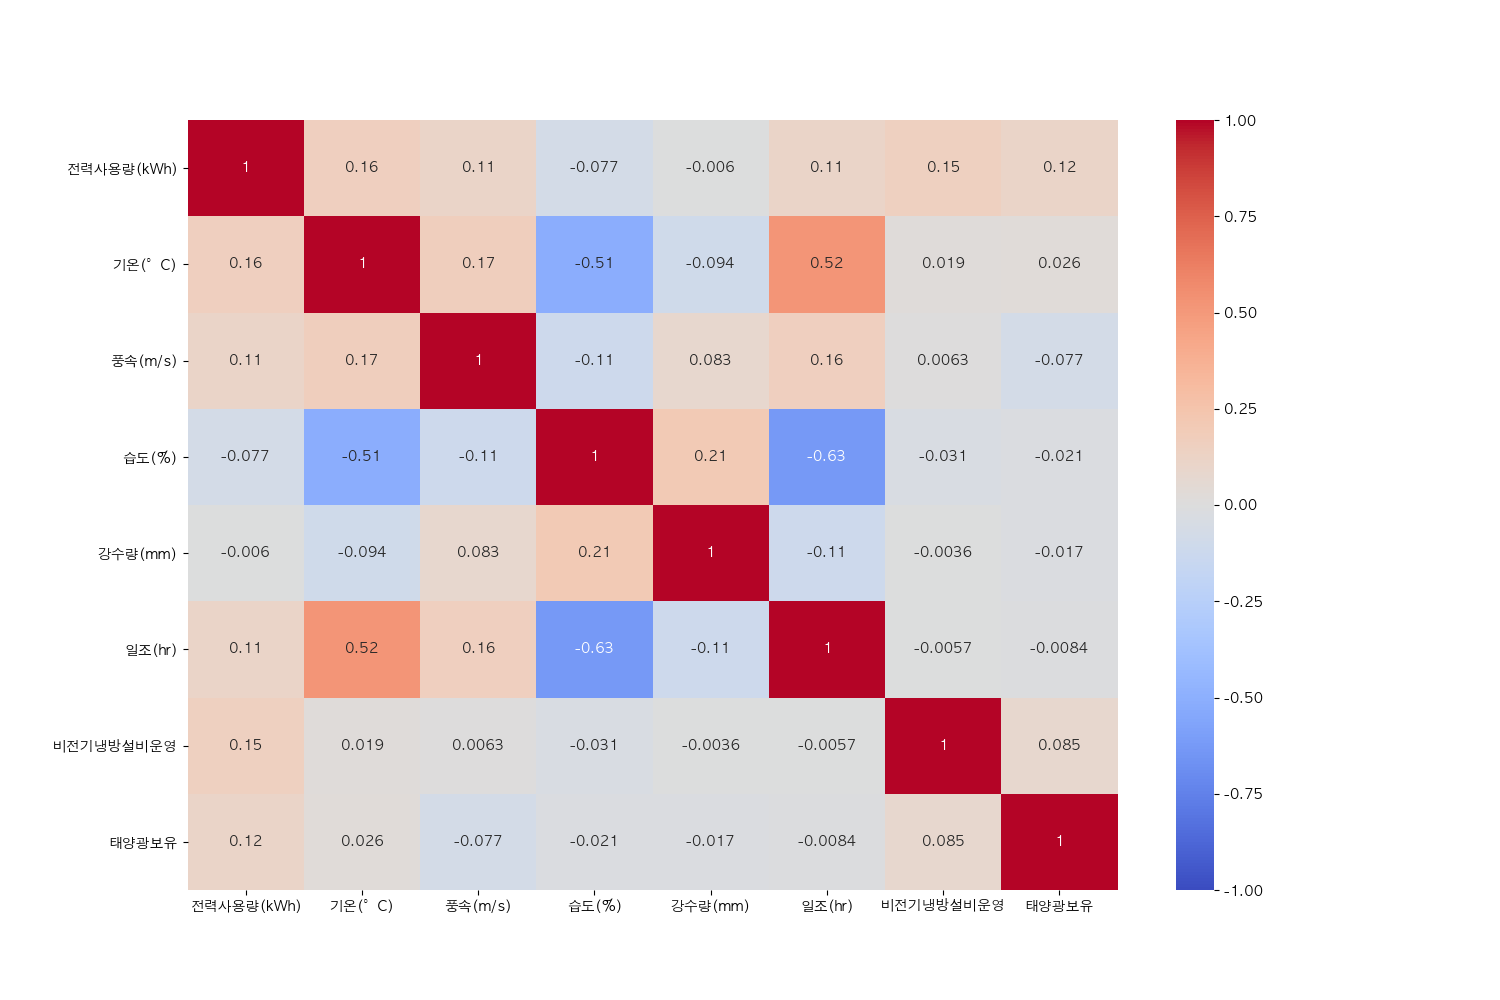 전력사용량(kWh) 1 0.16 0.11 -0.077 -0.006 0.11 0.15 0.12
기온(°C) 0.16 1 0.17 -0.51 -0.094 0.52 0.019 0.026
풍속(m/s) 0.11 0.17 1 -0.11 0.083 0.16 0.0063 -0.077
습도(%) -0.077 -0.51 -0.11 1 0.21 -0.63 -0.031 -0.021
강수량(mm) -0.006 -0.094 0.083 0.21 1 -0.11 -0.0036 -0.017
일조(hr) 0.11 0.52 0.16 -0.63 -0.11 1 -0.0057 -0.0084
비전기냉방설비운영 0.15 0.019 0.0063 -0.031 -0.0036 -0.0057 1 0.085
태양광보유 0.12 0.026 -0.077 -0.021 -0.017 -0.0084 0.085 1
전력사용량(kWh) 기온(°C) 풍속(m/s) 습도(%) 강수량(mm) 일조(hr) 비전기냉방설비운영 태양광보유
1.00
0.75
0.50
0.25
0.00
-0.25
-0.50
-0.75
-1.00